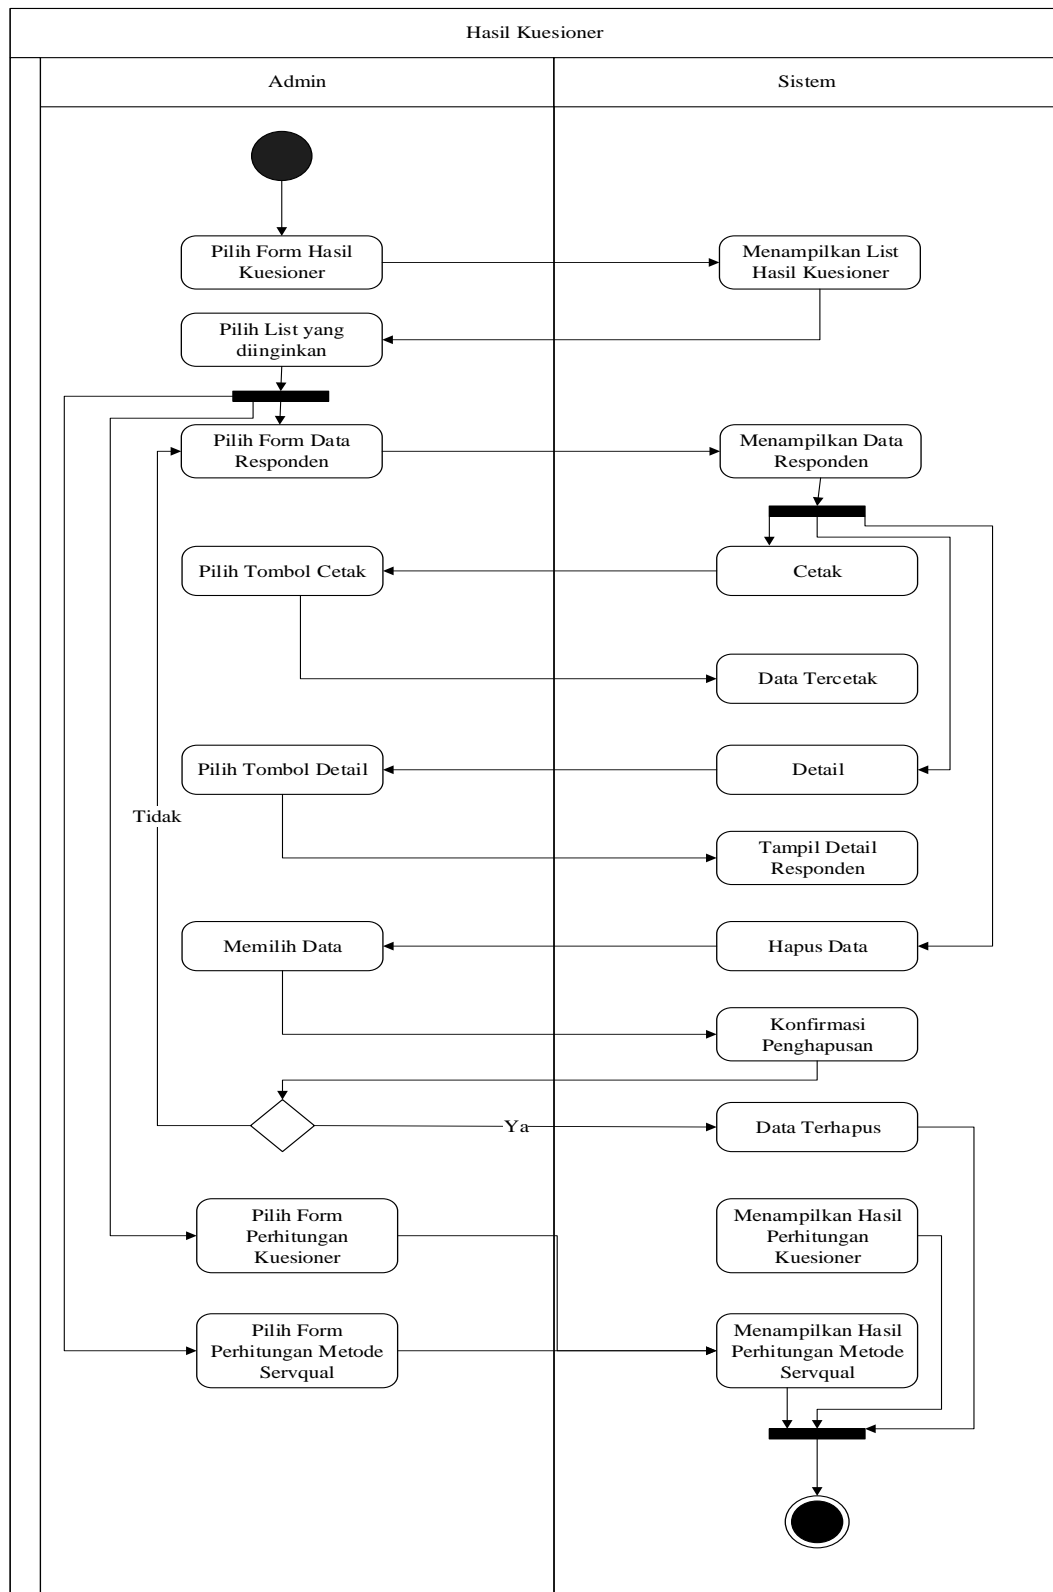 Hasil Kuesioner
Admin
Sistem
Pilih Form Hasil
Kuesioner
Menampilkan List
Hasil Kuesioner
Pilih List yang
diinginkan
Pilih Form Data
Responden
Menampilkan Data
Responden
Pilih Tombol Cetak
Cetak
Data Tercetak
Pilih Tombol Detail
Detail
Tidak
Tampil Detail
Responden
Memilih Data
Hapus Data
Konfirmasi
Penghapusan
Ya
Data Terhapus
Pilih Form
Perhitungan
Kuesioner
Menampilkan Hasil
Perhitungan
Kuesioner
Pilih Form
Perhitungan Metode
Servqual
Menampilkan Hasil
Perhitungan Metode
Servqual